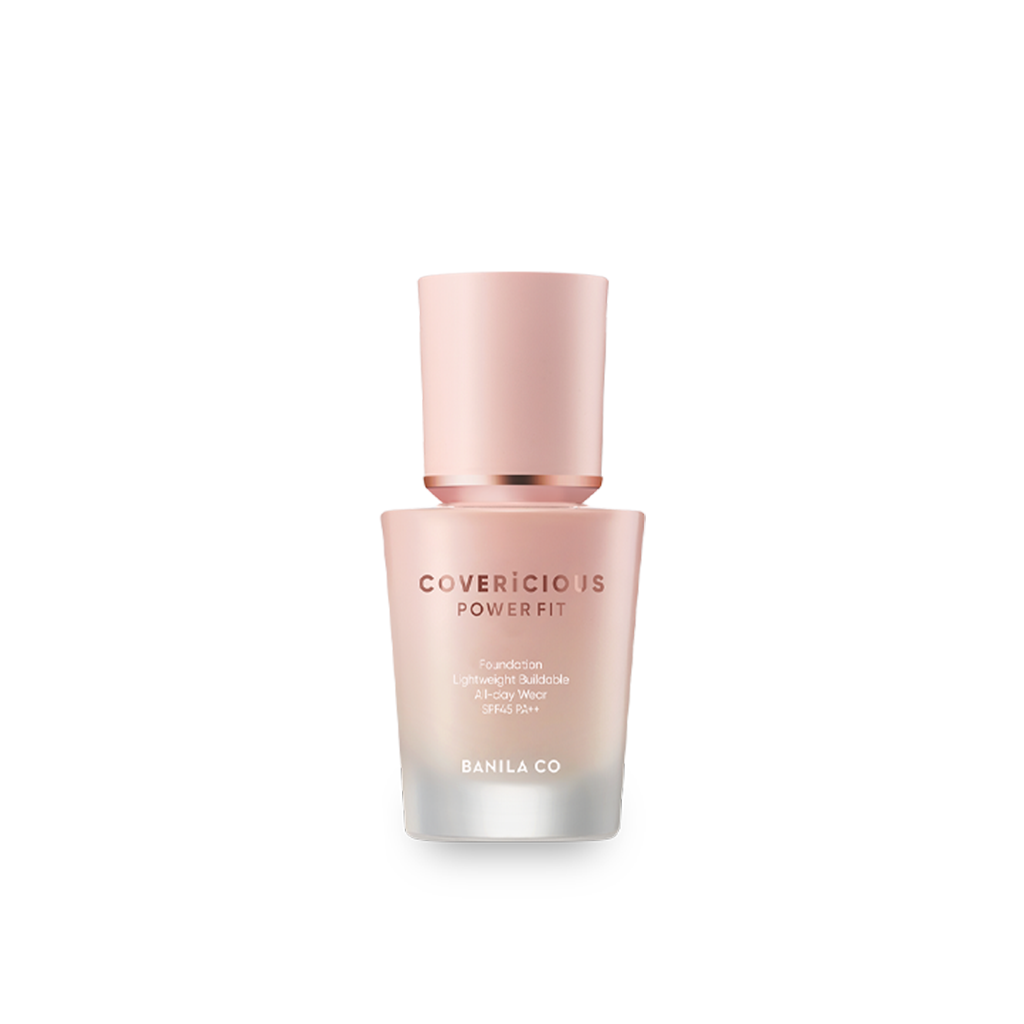 COVERiCIOUS
POWER FIT
Foundation
Lightweight Buildable
All-day Wear
SPF45 PA++
BANILA CO